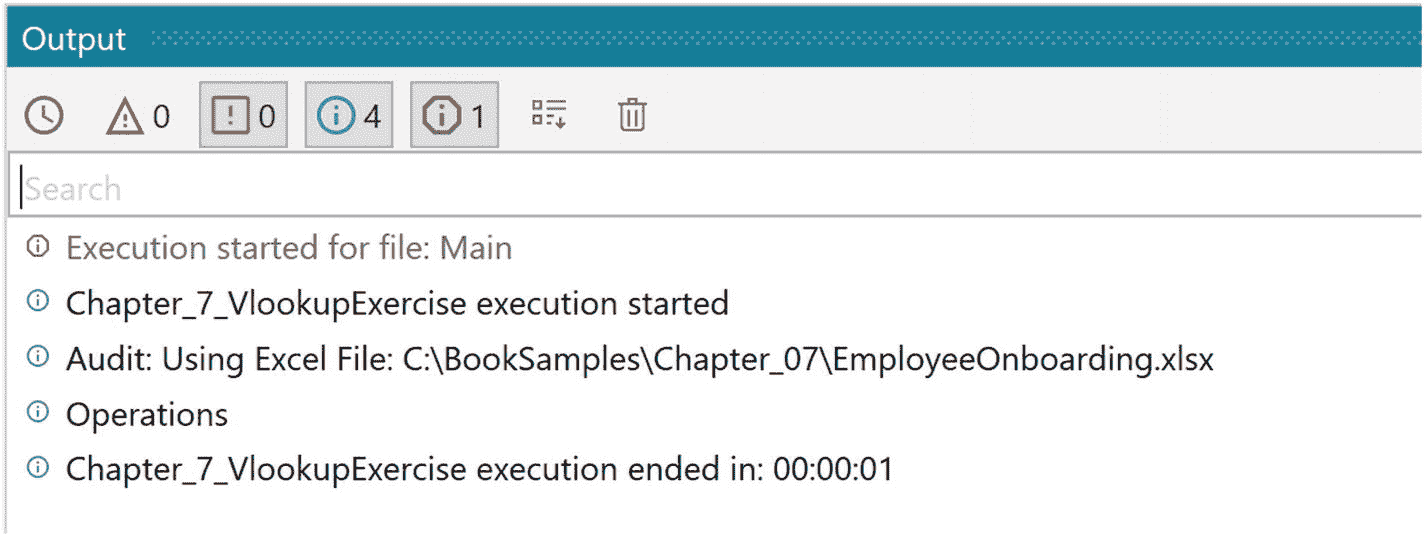 Output
0 0 4 1
Search
Execution started for file: Main
Chapter_7_VlookupExercise execution started
Audit: Using Excel File: C:\BookSamples\Chapter_07\EmployeeOnboarding.xlsx
Operations
Chapter_7_VlookupExercise execution ended in: 00:00:01